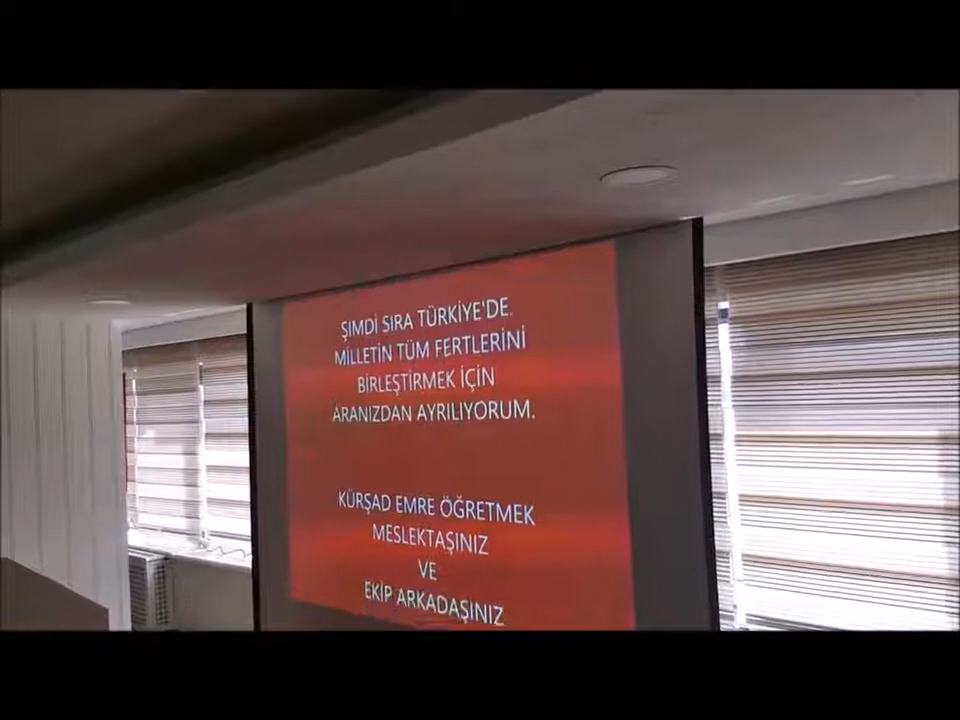 ŞIMDI SIRA TÜRKİYE'DE.
MİLLETİN TÜM FERTLERİNİ
BİRLEŞTİRMEK İÇİN
ARANIZDAN AYRILIYORUM.
KÜRŞAD EMRE ÖĞRETMEK
MESLEKTAŞINIZ
VE
EKİP ARKADAŞINIZ